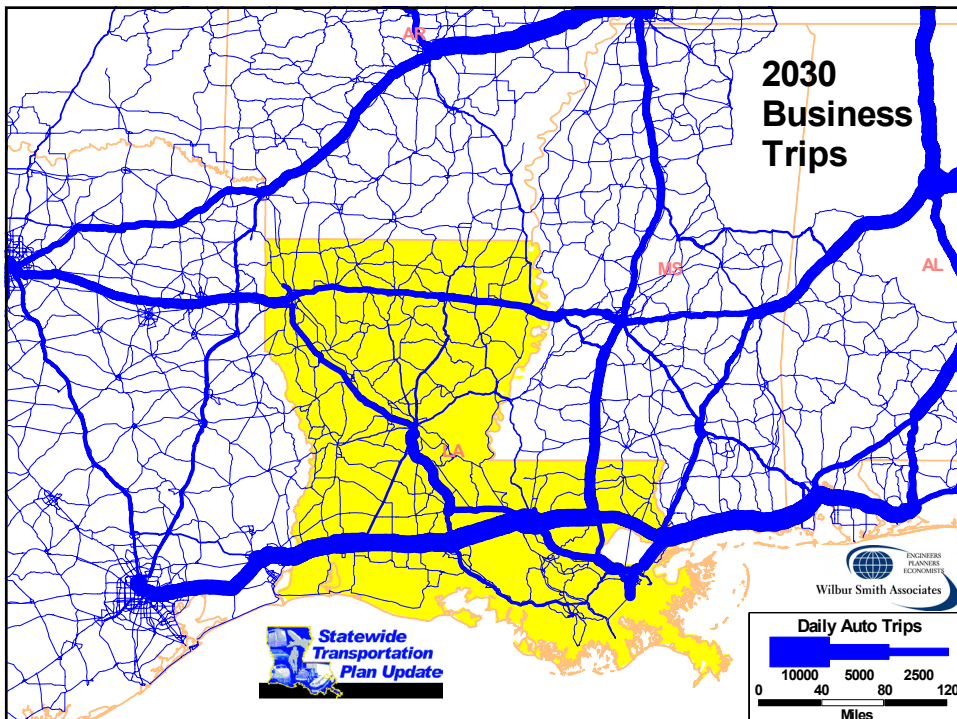 AR
2030
Business
Trips
MS
AL
LA
ENGINEERS
PLANNERS
ECONOMISTS
Wilbur Smith Associates
Statewide
Transportation
Plan Update
Daily Auto Trips
10000 5000 2500
0 40 80 120
Miles